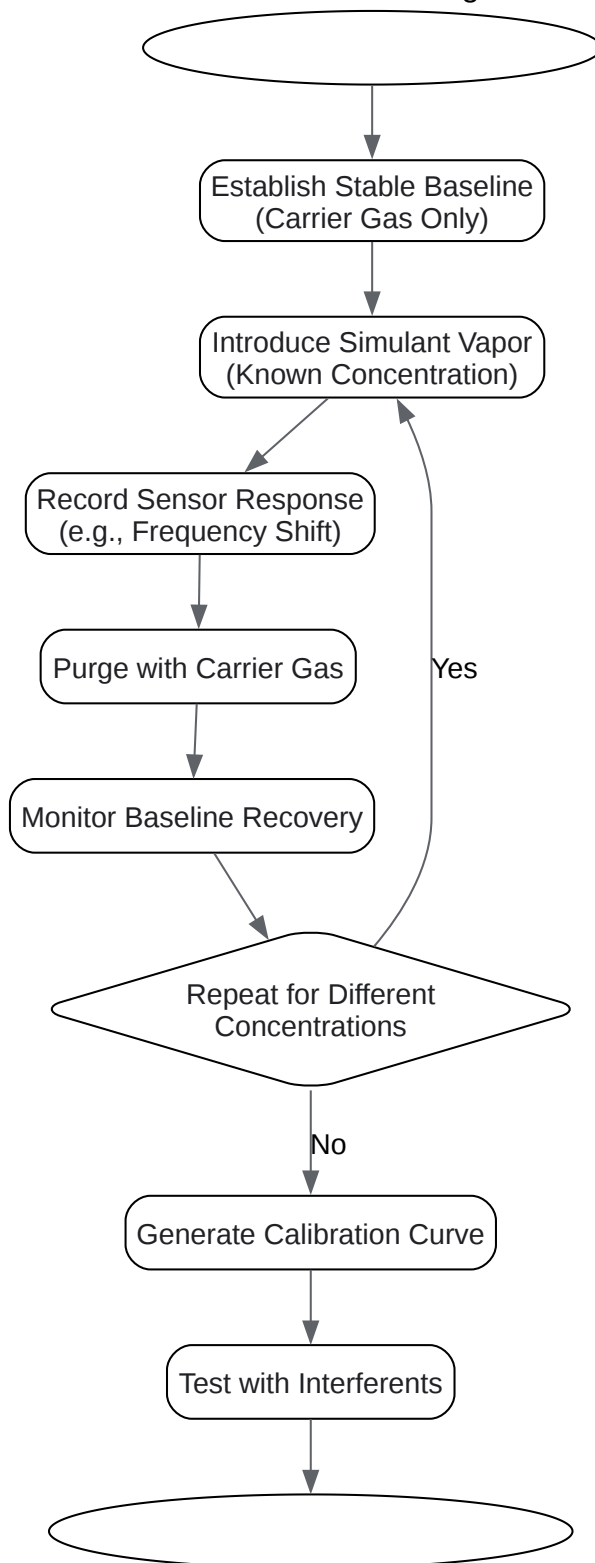 Establish Stable Baseline
(Carrier Gas Only)
Introduce Simulant Vapor
(Known Concentration)
Record Sensor Response
(e.g., Frequency Shift)
Purge with Carrier Gas
Yes
Monitor Baseline Recovery
Repeat for Different
Concentrations
No
Generate Calibration Curve
Test with Interferents